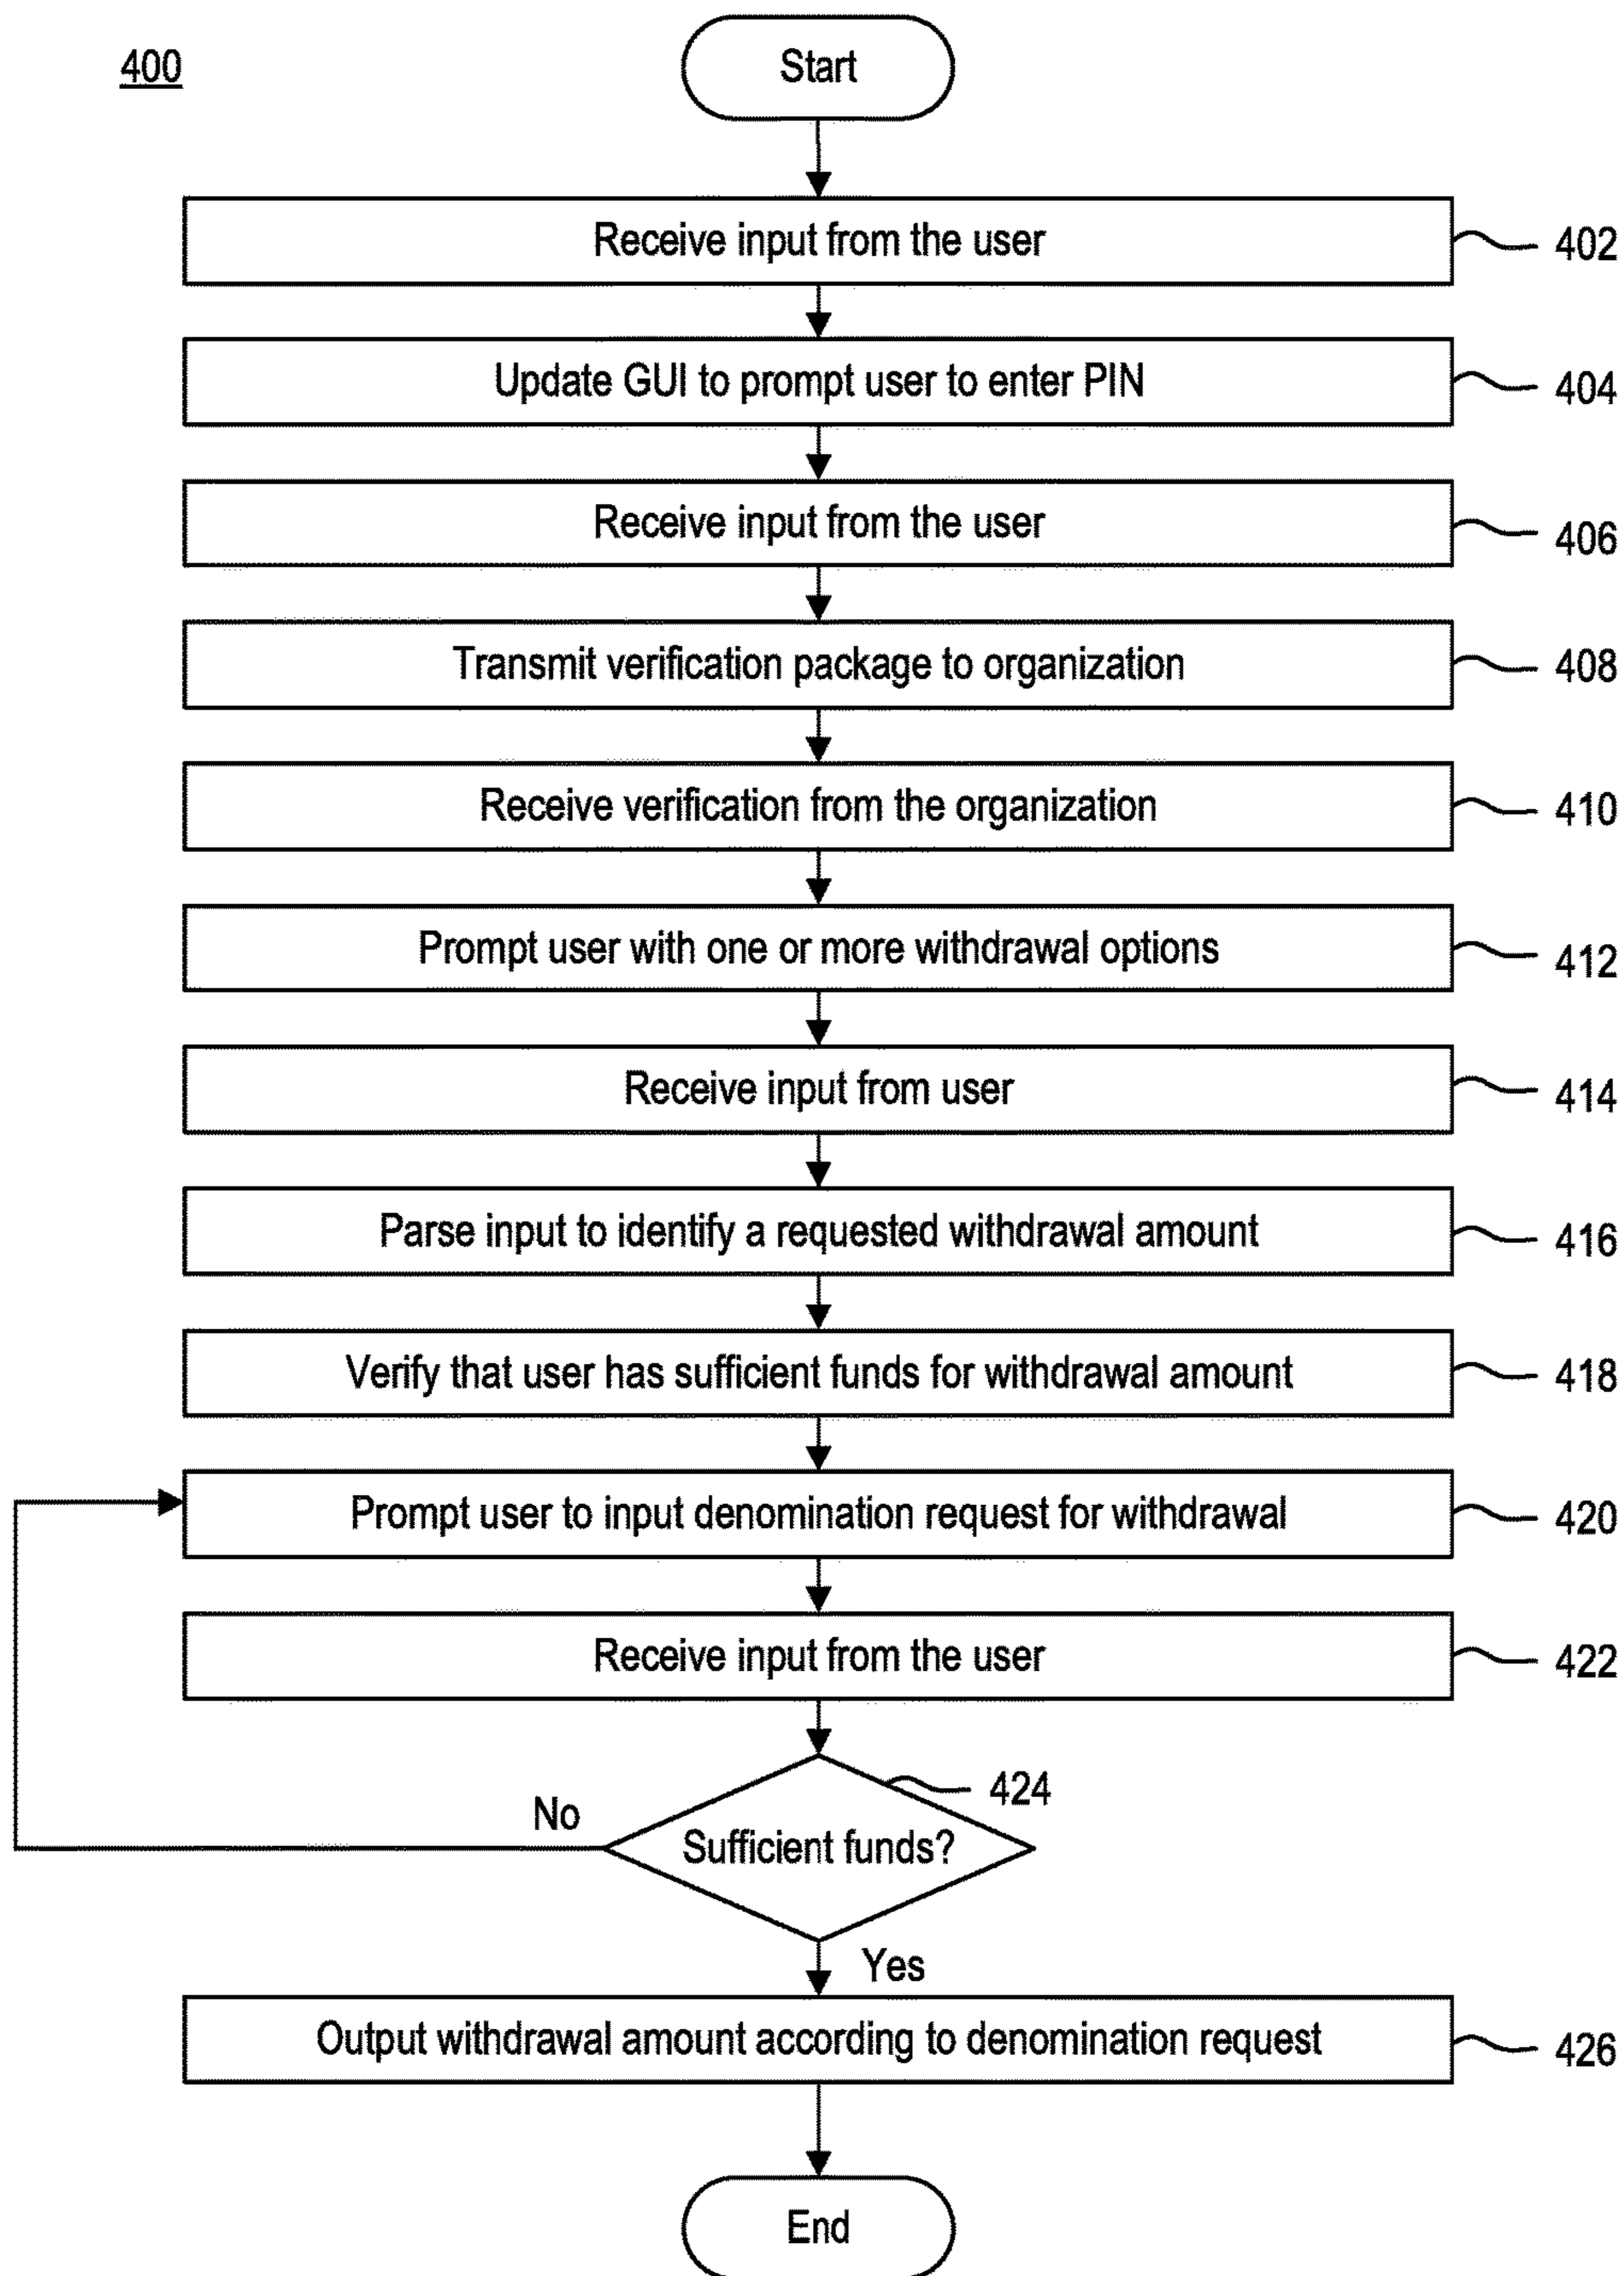 400
Start
Receive input from the user
402
Update GUI to prompt user to enter PIN
404
Receive input from the user
406
Transmit verification package to organization
408
Receive verification from the organization
410
Prompt user with one or more withdrawal options
412
Receive input from user
414
Parse input to identify a requested withdrawal amount
416
Verify that user has sufficient funds for withdrawal amount
418
Prompt user to input denomination request for withdrawal
420
Receive input from the user
422
424
No
Sufficient funds?
Yes
Output withdrawal amount according to denomination request
426
End